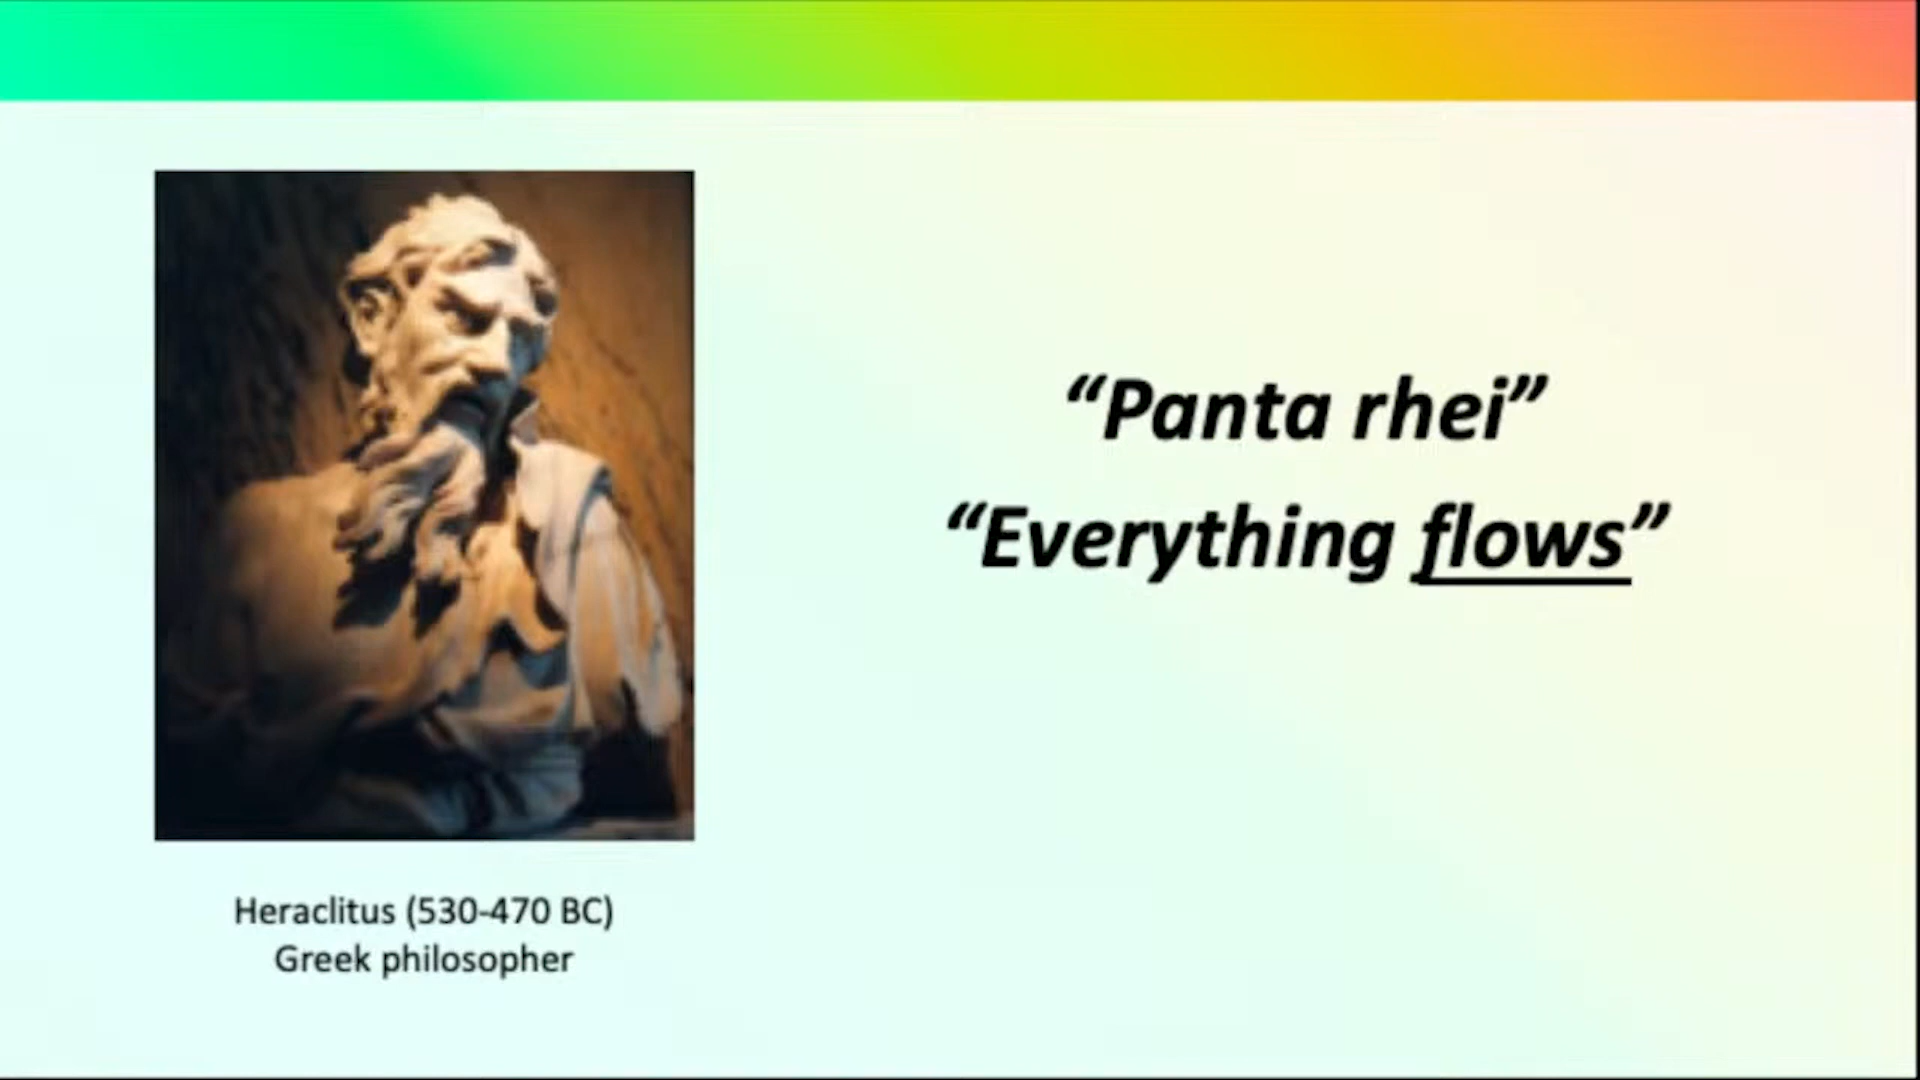 “Panta rhei”
“Everything flows”
Heraclitus (530-470 BC)
Greek philosopher